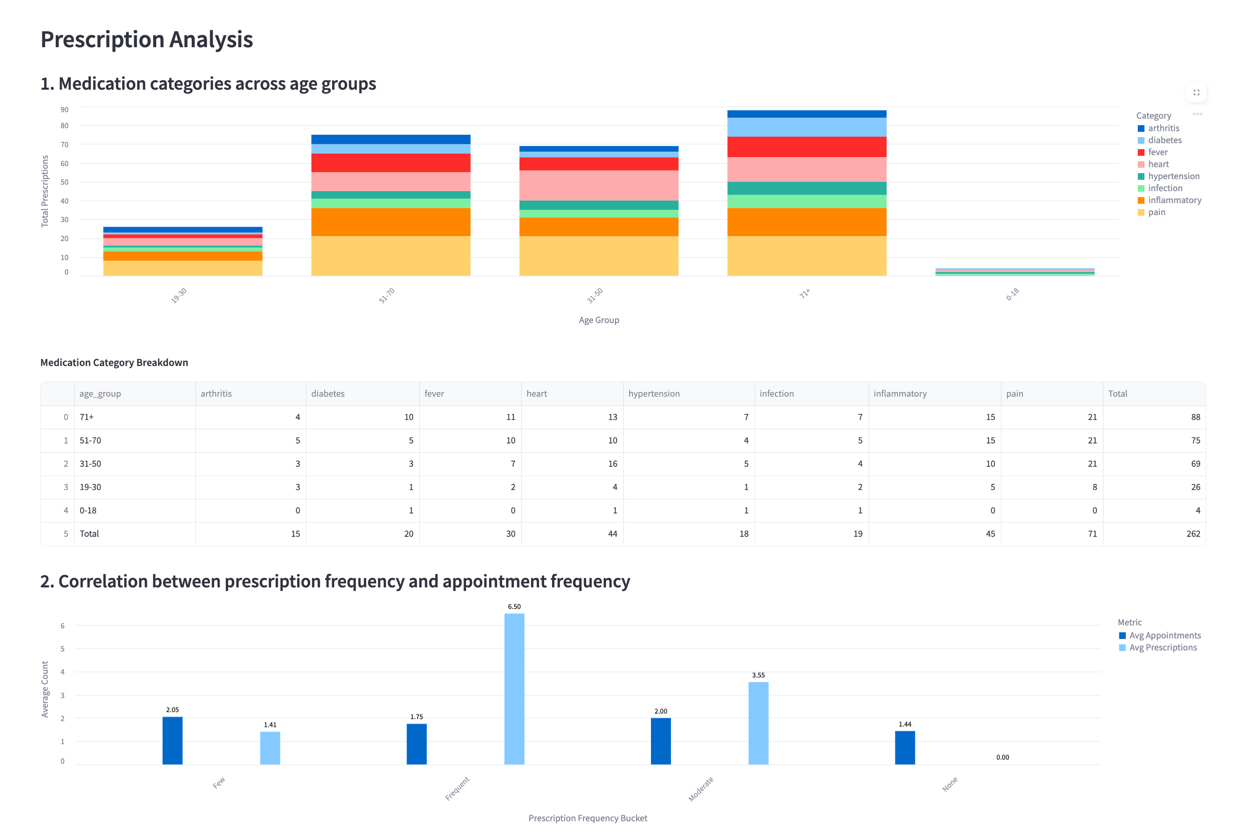 Prescription Analysis
1. Medication categories across age groups
90
80
70
60
50
40
30
20
10
0
Total Prescriptions
19-30
51-70
31-50
71+
0-18
Age Group
Category
arthritis
diabetes
fever
heart
hypertension
infection
inflammatory
pain
Medication Category Breakdown
age_group arthritis diabetes fever heart hypertension infection inflammatory pain Total
0 71+ 4 10 11 13 7 7 15 21 88
1 51-70 5 5 10 10 4 5 15 21 75
2 31-50 3 3 7 16 5 4 10 21 69
3 19-30 3 1 2 4 1 2 5 8 26
4 0-18 0 1 0 1 1 1 0 0 4
5 Total 15 20 30 44 18 19 45 71 262
2. Correlation between prescription frequency and appointment frequency
6
5
4
3
2
1
0
Average Count
2.05
1.41
1.75
6.50
2.00
3.55
1.44
0.00
Few
Frequent
Moderate
None
Prescription Frequency Bucket
Metric
Avg Appointments
Avg Prescriptions